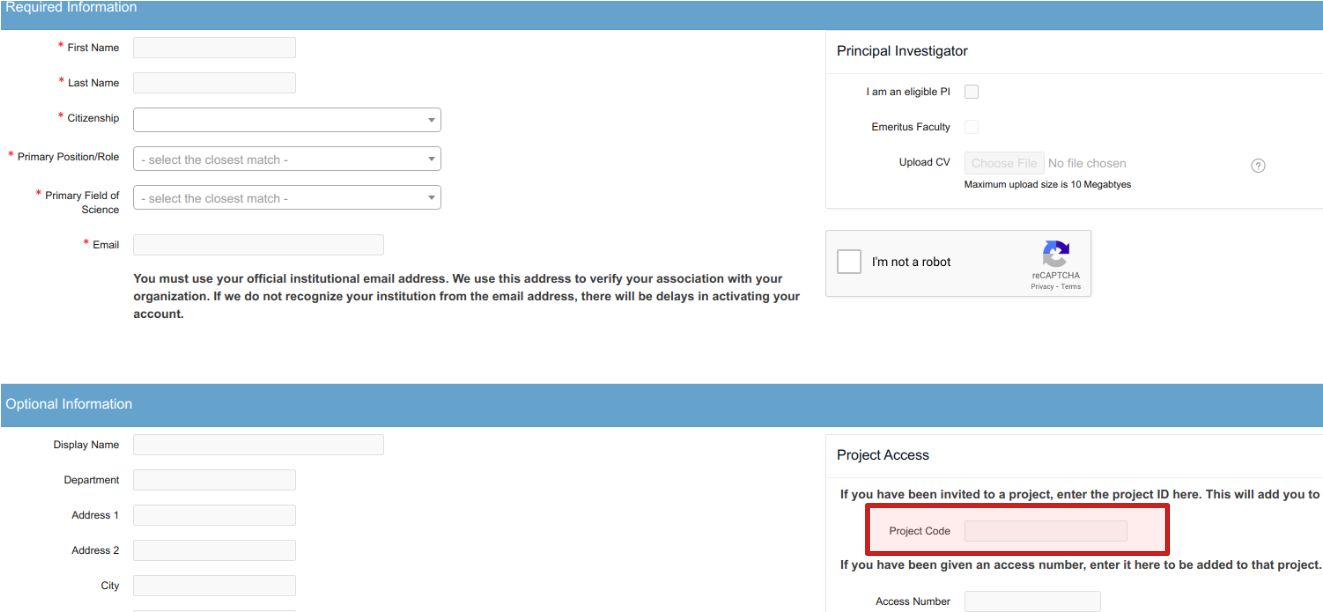 Required Information
* First Name
* Last Name
* Citizenship
* Primary Position/Role
- select the closest match -
* Primary Field of
Science
- select the closest match -
* Email
You must use your official institutional email address. We use this address to verify your association with your
organization. If we do not recognize your institution from the email address, there will be delays in activating your
account.
Principal Investigator
I am an eligible PI
Emeritus Faculty
Upload CV
Choose File No file chosen
?
Maximum upload size is 10 Megabtyes
I'm not a robot
reCAPTCHA
Privacy - Terms
Optional Information
Display Name
Department
Address 1
Address 2
City
Project Access
If you have been invited to a project, enter the project ID here. This will add you to
Project Code
If you have been given an access number, enter it here to be added to that project.
Access Number